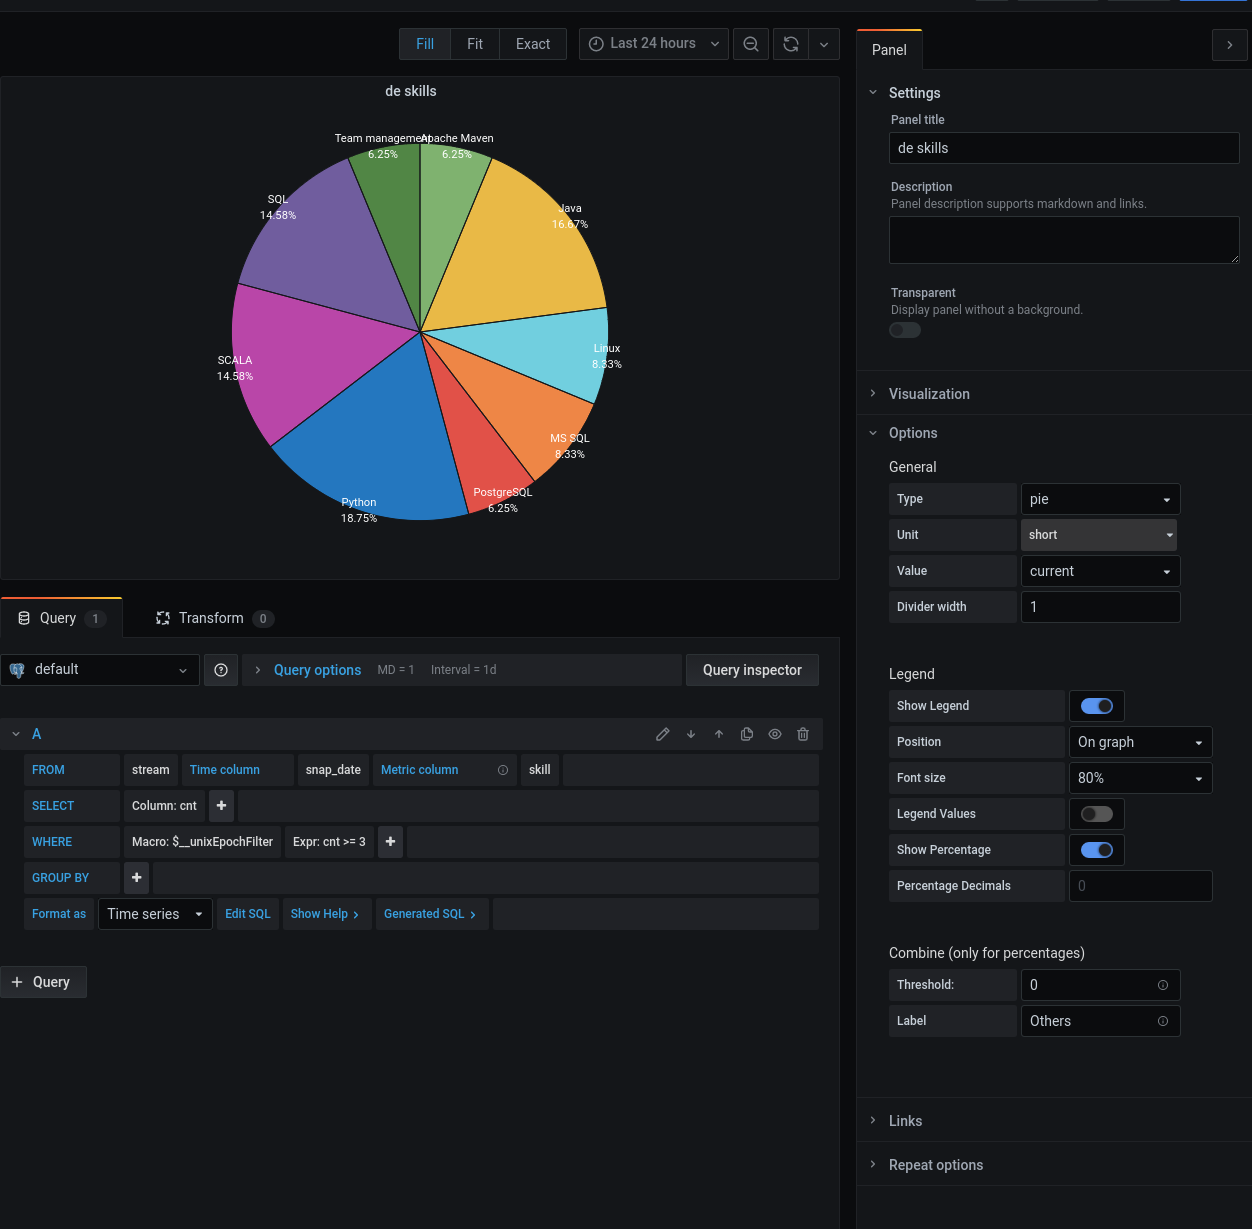 Fill Fit Exact Last 24 hours
de skills
Team management
6.25%
Apache Maven
6.25%
Java
16.67%
SQL
14.58%
Linux
8.33%
SCALA
14.58%
MS SQL
8.33%
PostgreSQL
6.25%
Python
18.75%
Query 1 Transform 0
default Query options MD = 1 Interval = 1d Query inspector
A
FROM stream Time column snap_date Metric column skill
SELECT Column: cnt +
WHERE Macro: $__unixEpochFilter Expr: cnt >= 3 +
GROUP BY +
Format as Time series Edit SQL Show Help > Generated SQL >
+ Query
Panel
Settings
Panel title
de skills
Description
Panel description supports markdown and links.
Transparent
Display panel without a background.
Visualization
Options
General
Type pie
Unit short
Value current
Divider width 1
Legend
Show Legend
Position On graph
Font size 80%
Legend Values
Show Percentage
Percentage Decimals 0
Combine (only for percentages)
Threshold: 0
Label Others
Links
Repeat options